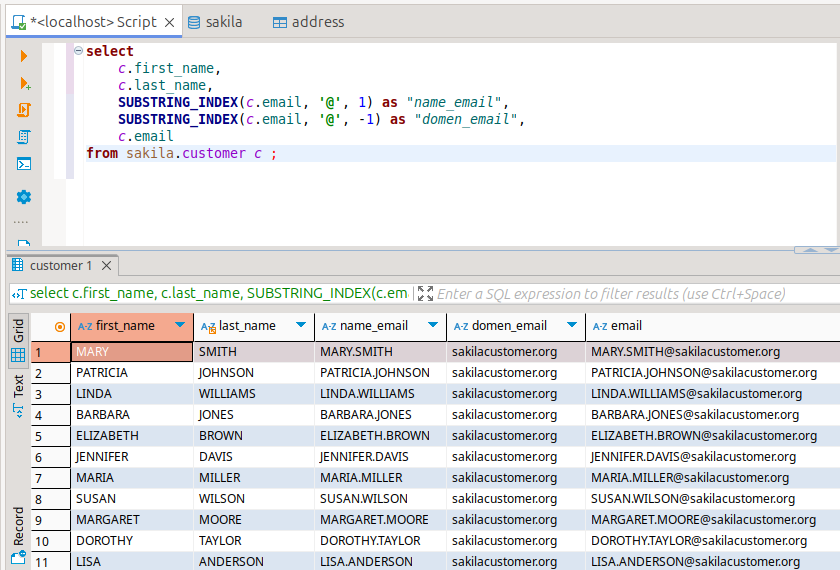 *<localhost> Script
sakila
address
select
c.first_name,
c.last_name,
SUBSTRING_INDEX(c.email, '@', 1) as "name_email",
SUBSTRING_INDEX(c.email, '@', -1) as "domen_email",
c.email
from sakila.customer c ;
customer 1
select c.first_name, c.last_name, SUBSTRING_INDEX(c.em
Enter a SQL expression to filter results (use Ctrl+Space)
Grid
Text
Record
A-Z first_name A-Z last_name A-Z name_email A-Z domen_email A-Z email
1 MARY SMITH MARY.SMITH sakilacustomer.org MARY.SMITH@sakilacustomer.org
2 PATRICIA JOHNSON PATRICIA.JOHNSON sakilacustomer.org PATRICIA.JOHNSON@sakilacustomer.org
3 LINDA WILLIAMS LINDA.WILLIAMS sakilacustomer.org LINDA.WILLIAMS@sakilacustomer.org
4 BARBARA JONES BARBARA.JONES sakilacustomer.org BARBARA.JONES@sakilacustomer.org
5 ELIZABETH BROWN ELIZABETH.BROWN sakilacustomer.org ELIZABETH.BROWN@sakilacustomer.org
6 JENNIFER DAVIS JENNIFER.DAVIS sakilacustomer.org JENNIFER.DAVIS@sakilacustomer.org
7 MARIA MILLER MARIA.MILLER sakilacustomer.org MARIA.MILLER@sakilacustomer.org
8 SUSAN WILSON SUSAN.WILSON sakilacustomer.org SUSAN.WILSON@sakilacustomer.org
9 MARGARET MOORE MARGARET.MOORE sakilacustomer.org MARGARET.MOORE@sakilacustomer.org
10 DOROTHY TAYLOR DOROTHY.TAYLOR sakilacustomer.org DOROTHY.TAYLOR@sakilacustomer.org
11 LISA ANDERSON LISA.ANDERSON sakilacustomer.org LISA.ANDERSON@sakilacustomer.org